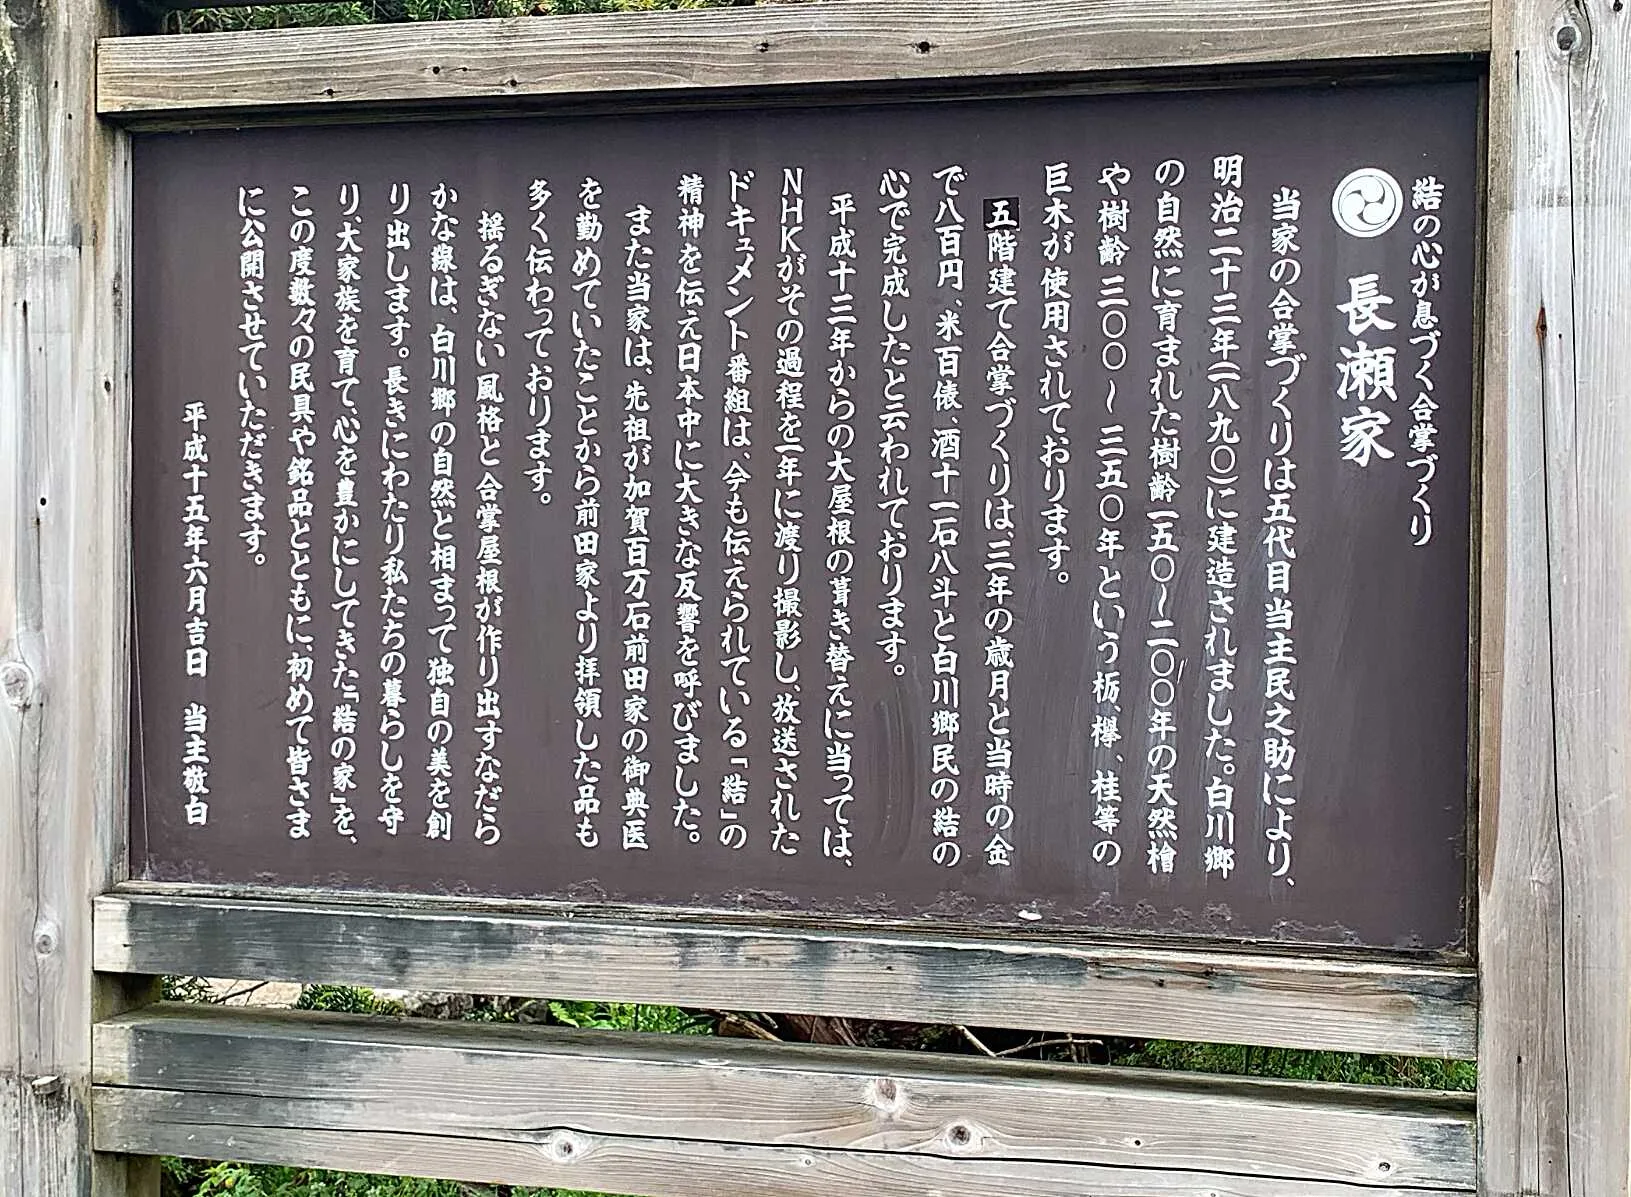 結の心が息づく合掌づくり
長瀬家
当家の合掌づくりは五代目当主民之助により、
明治二十三年(一八九〇)に建造されました。白川郷
の自然に育まれた樹齢一五〇～二〇〇年の天然檜
や樹齢三〇〇～三五〇年という栃、欅、桂等の
巨木が使用されております。
五階建て合掌づくりは、三年の歳月と当時の金
で八百円、米百俵、酒十一石八斗と白川郷民の結の
心で完成したと云われております。
平成十三年からの大屋根の葺き替えに当っては、
NHKがその過程を一年に渡り撮影し、放送された
ドキュメント番組は、今も伝えられている「結」の
精神を伝え日本中に大きな反響を呼びました。
また当家は、先祖が加賀百万石前田家の御典医
を勤めていたことから前田家より拝領した品も
多く伝わっております。
揺るぎない風格と合掌屋根が作り出すなだら
かな線は、白川郷の自然と相まって独自の美を創
り出します。長きにわたり私たちの暮らしを守
り、大家族を育て、心を豊かにしてきた「結の家」を、
この度数々の民具や銘品とともに、初めて皆さま
に公開させていただきます。
平成十五年六月吉日 当主敬白